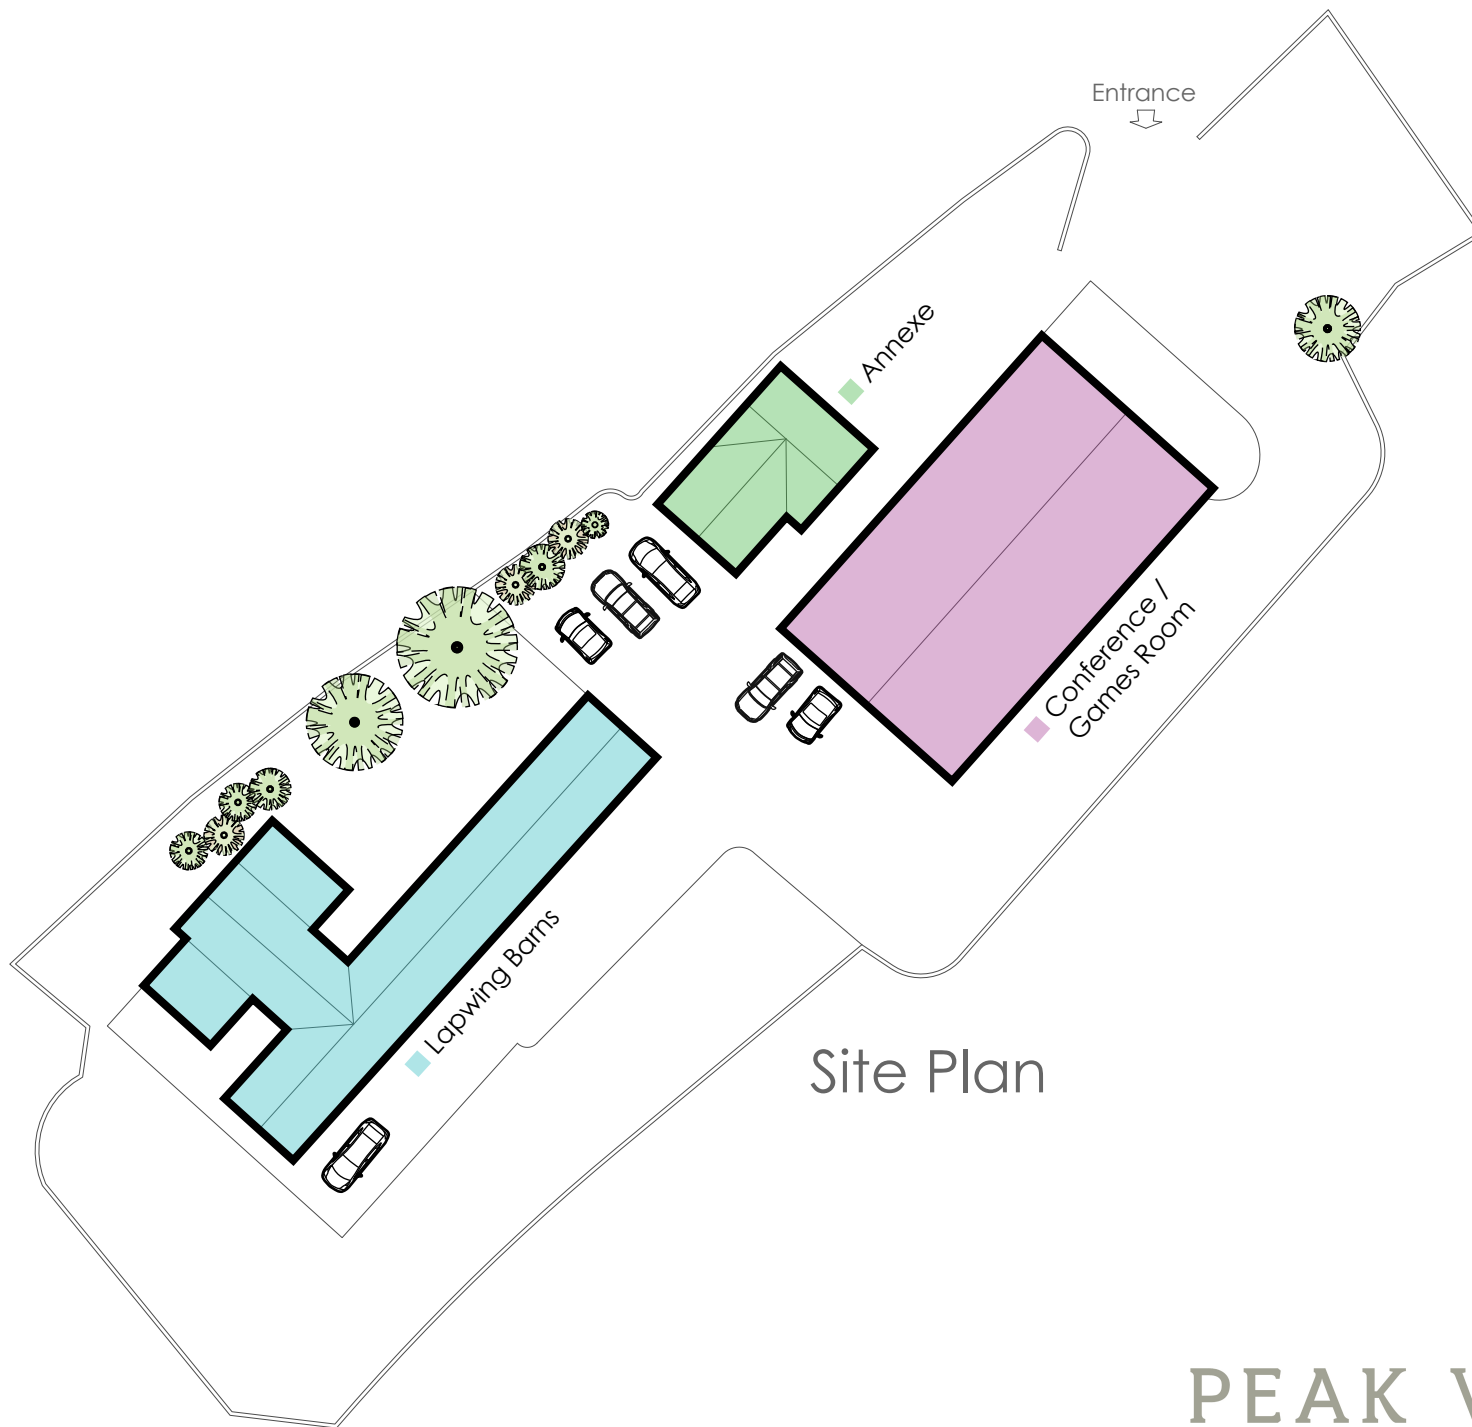 Entrance
Annexe
Conference /
Games Room
Lapwing Barns
Site Plan
PEAK V